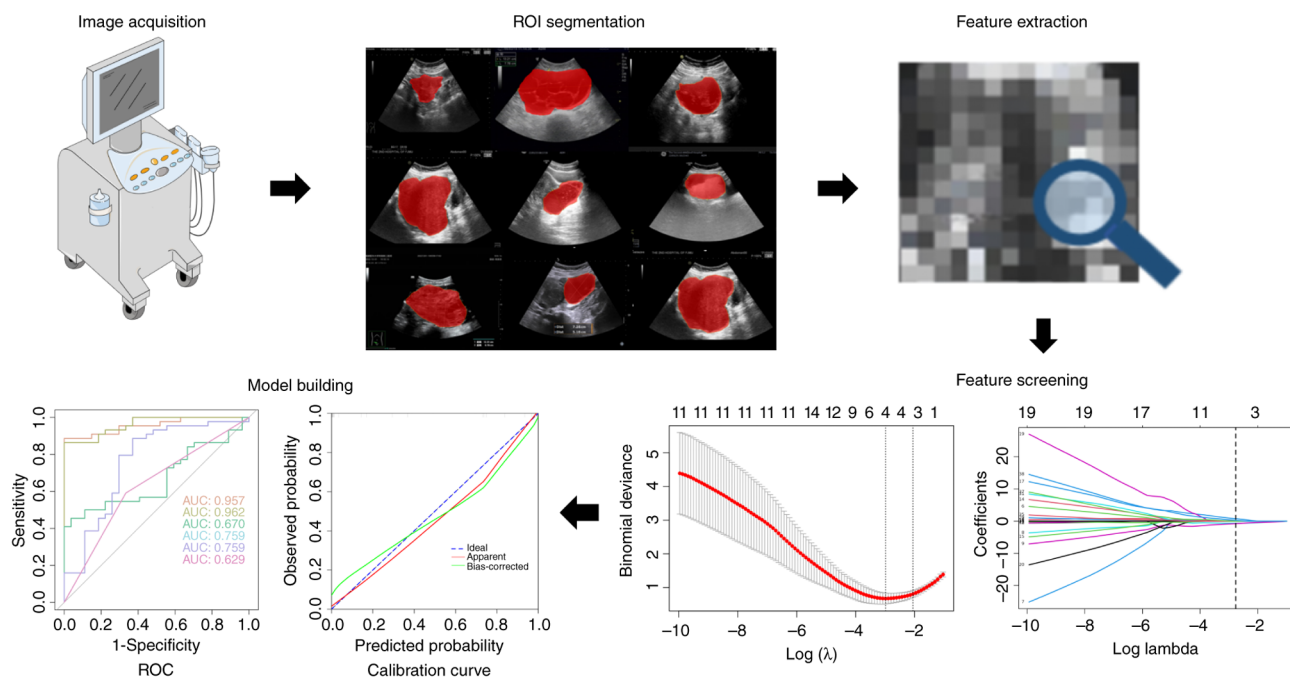 Image acquisition
ROI segmentation
Feature extraction
Model building
Feature screening
1.0
0.8
0.6
0.4
0.2
0.0
Sensitivity
AUC: 0.957
AUC: 0.962
AUC: 0.670
AUC: 0.759
AUC: 0.759
AUC: 0.629
0.0 0.2 0.4 0.6 0.8 1.0
1-Specificity
ROC
1.0
0.8
0.6
0.4
0.2
0.0
Observed probability
Ideal
Apparent
Bias-corrected
0.0 0.2 0.4 0.6 0.8 1.0
Predicted probability
Calibration curve
11 11 11 11 11 11 14 12 9 6 4 4 3 1
5
4
3
2
1
Binomial deviance
−10 −8 −6 −4 −2
Log (λ)
19 19 17 11 3
20
10
0
−10
−20
Coefficients
−10 −8 −6 −4 −2
Log lambda